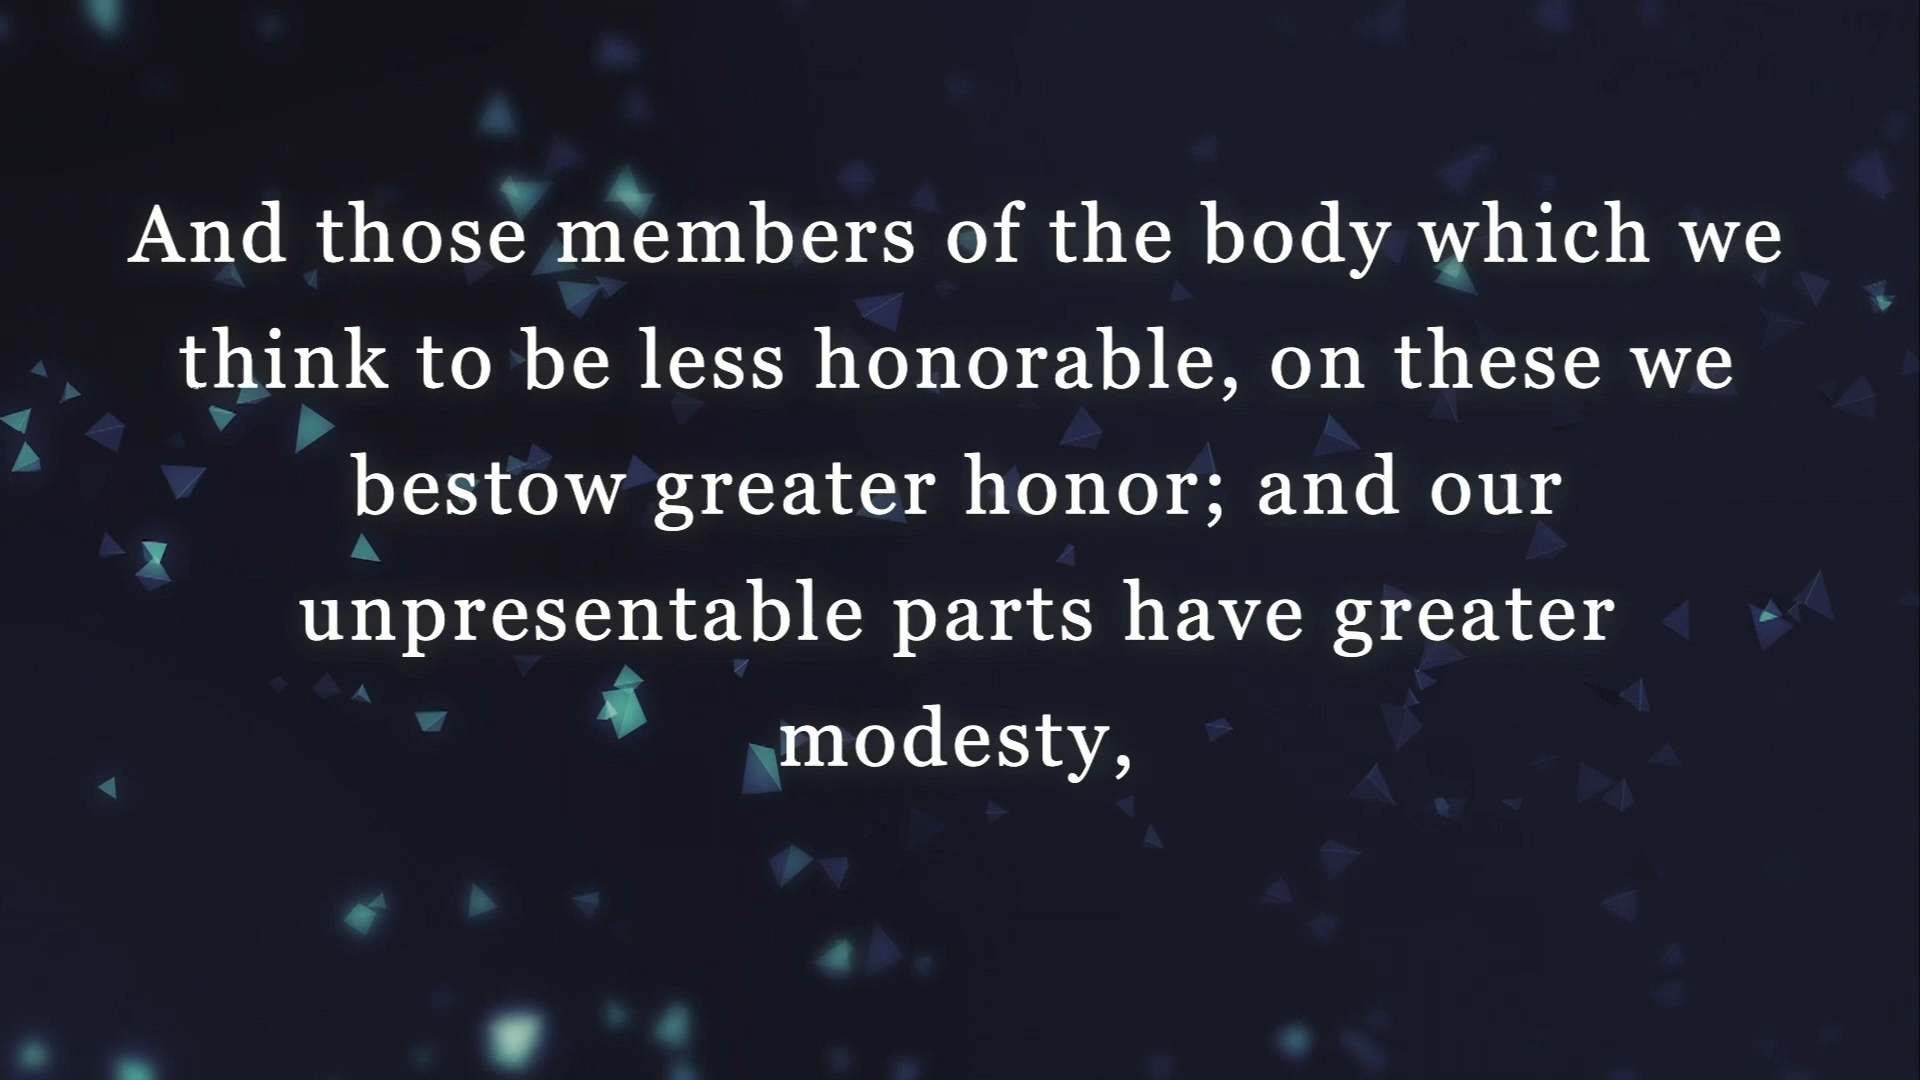 And those members of the body which we
think to be less honorable, on these we
bestow greater honor; and our
unpresentable parts have greater
modesty,